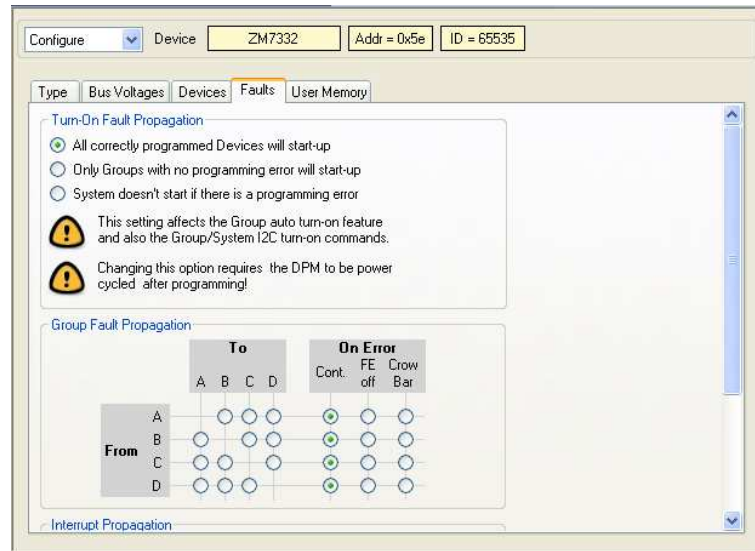 Configure Device ZM7332 Addr = 0x5e ID = 65535
Type Bus Voltages Devices Faults User Memory
Turn-On Fault Propagation
All correctly programmed Devices will start-up
Only Groups with no programming error will start-up
System doesn't start if there is a programming error
This setting affects the Group auto turn-on feature
and also the Group/System I2C turn-on commands.
Changing this option requires the DPM to be power
cycled after programming!
Group Fault Propagation
To On Error
A B C D Cont. FE off Crow Bar
From
A
B
C
D
Interrupt Propagation